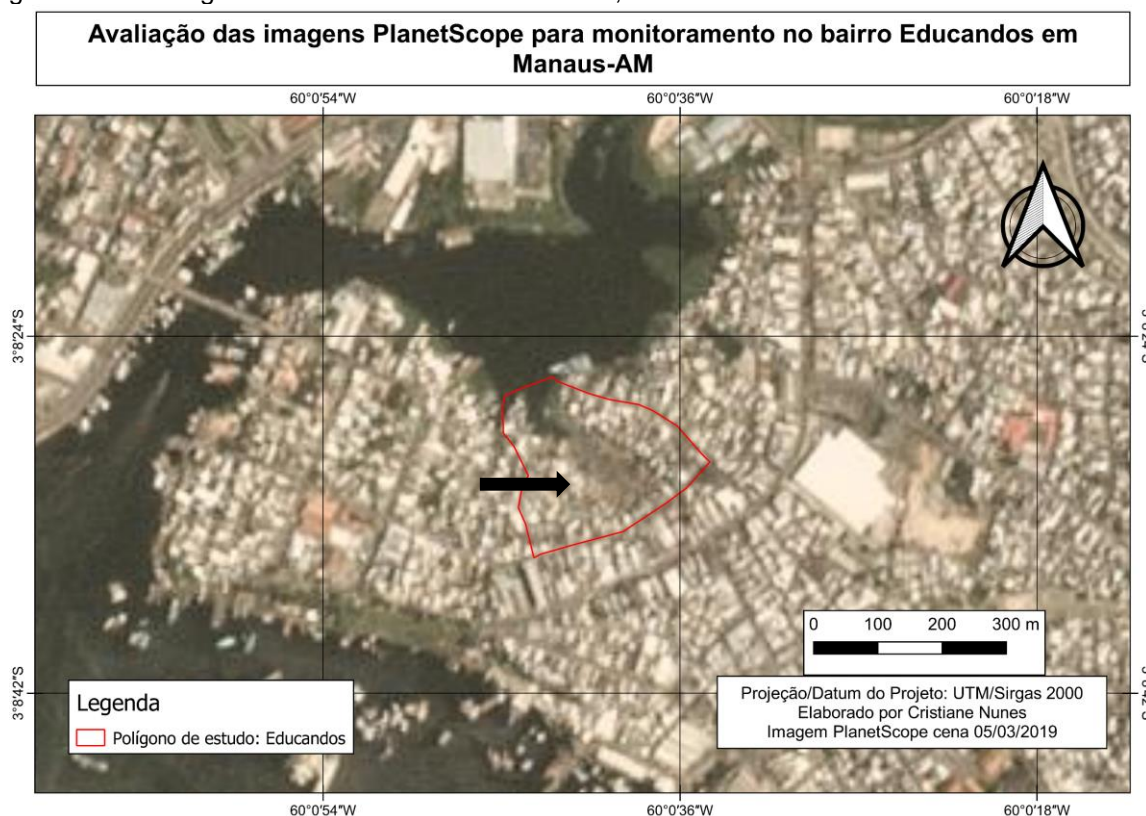 Avaliação das imagens PlanetScope para monitoramento no bairro Educandos em
Manaus-AM
60°0'54"W 60°0'36"W 60°0'18"W
3°8'24"S
0 100 200 300 m
3°8'42"S
Legenda
Polígono de estudo: Educandos
Projeção/Datum do Projeto: UTM/Sirgas 2000
Elaborado por Cristiane Nunes
Imagem PlanetScope cena 05/03/2019
60°0'54"W 60°0'36"W 60°0'18"W